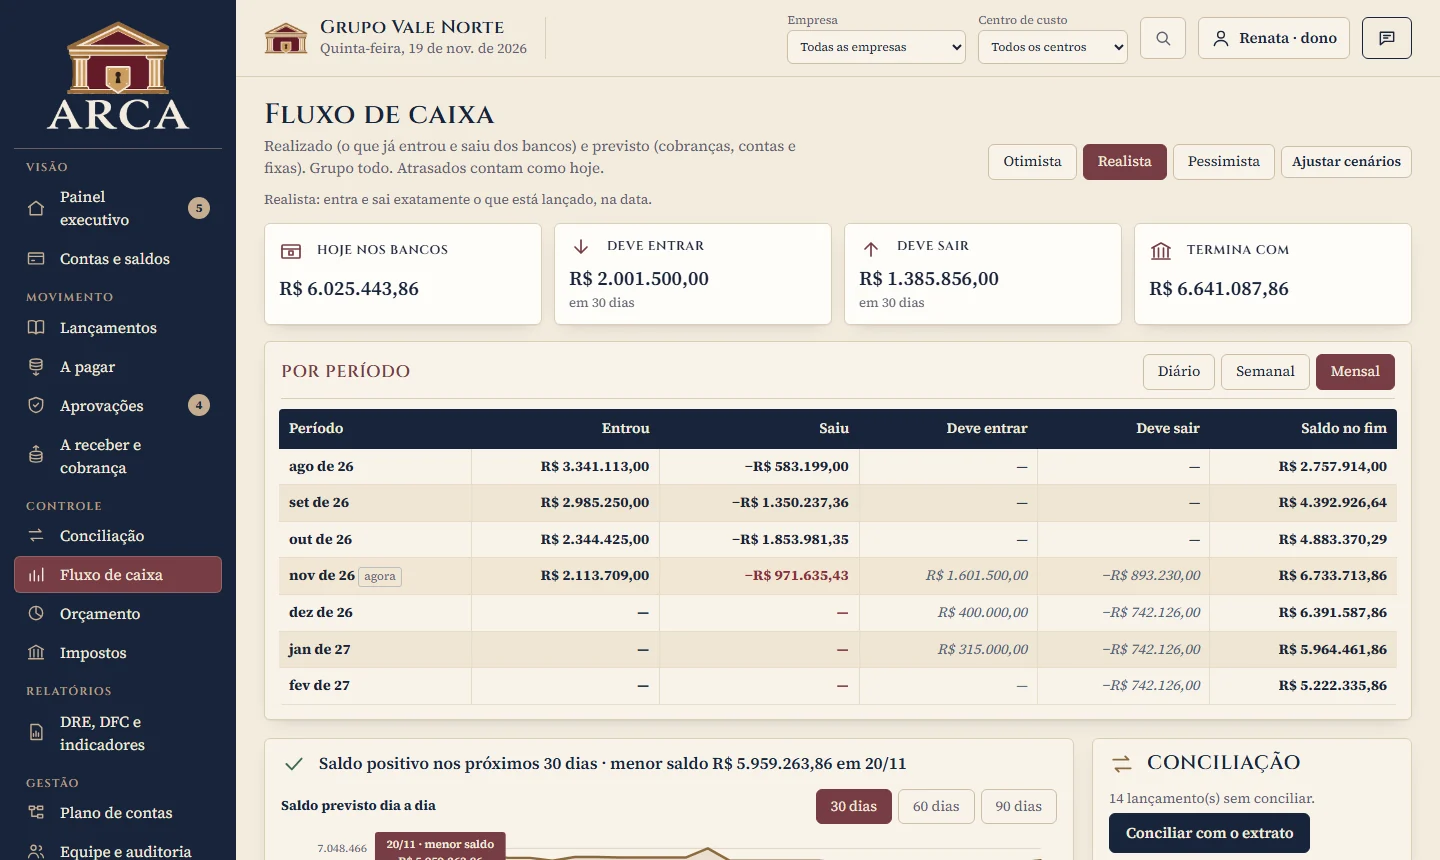 ARCA
VISÃO
Painel
executivo
5
Contas e saldos
MOVIMENTO
Lançamentos
A pagar
Aprovações
4
A receber e
cobrança
CONTROLE
Conciliação
Fluxo de caixa
Orçamento
Impostos
RELATÓRIOS
DRE, DFC e
indicadores
GESTÃO
Plano de contas
Equipe e auditoria
Grupo Vale Norte
Quinta-feira, 19 de nov. de 2026
Empresa
Todas as empresas
Centro de custo
Todos os centros
Renata · dono
Fluxo de caixa
Realizado (o que já entrou e saiu dos bancos) e previsto (cobranças, contas e
fixas). Grupo todo. Atrasados contam como hoje.
Realista: entra e sai exatamente o que está lançado, na data.
Otimista
Realista
Pessimista
Ajustar cenários
HOJE NOS BANCOS
R$ 6.025.443,86
DEVE ENTRAR
R$ 2.001.500,00
em 30 dias
DEVE SAIR
R$ 1.385.856,00
em 30 dias
TERMINA COM
R$ 6.641.087,86
POR PERÍODO
Diário
Semanal
Mensal
Período Entrou Saiu Deve entrar Deve sair Saldo no fim
ago de 26 R$ 3.341.113,00 −R$ 583.199,00 — — R$ 2.757.914,00
set de 26 R$ 2.985.250,00 −R$ 1.350.237,36 — — R$ 4.392.926,64
out de 26 R$ 2.344.425,00 −R$ 1.853.981,35 — — R$ 4.883.370,29
nov de 26 agora R$ 2.113.709,00 −R$ 971.635,43 R$ 1.601.500,00 −R$ 893.230,00 R$ 6.733.713,86
dez de 26 — — R$ 400.000,00 −R$ 742.126,00 R$ 6.391.587,86
jan de 27 — — R$ 315.000,00 −R$ 742.126,00 R$ 5.964.461,86
fev de 27 — — — −R$ 742.126,00 R$ 5.222.335,86
Saldo positivo nos próximos 30 dias · menor saldo R$ 5.959.263,86 em 20/11
Saldo previsto dia a dia
30 dias
60 dias
90 dias
7.048.466
20/11 · menor saldo
R$ 5.959.263,86
CONCILIAÇÃO
14 lançamento(s) sem conciliar.
Conciliar com o extrato